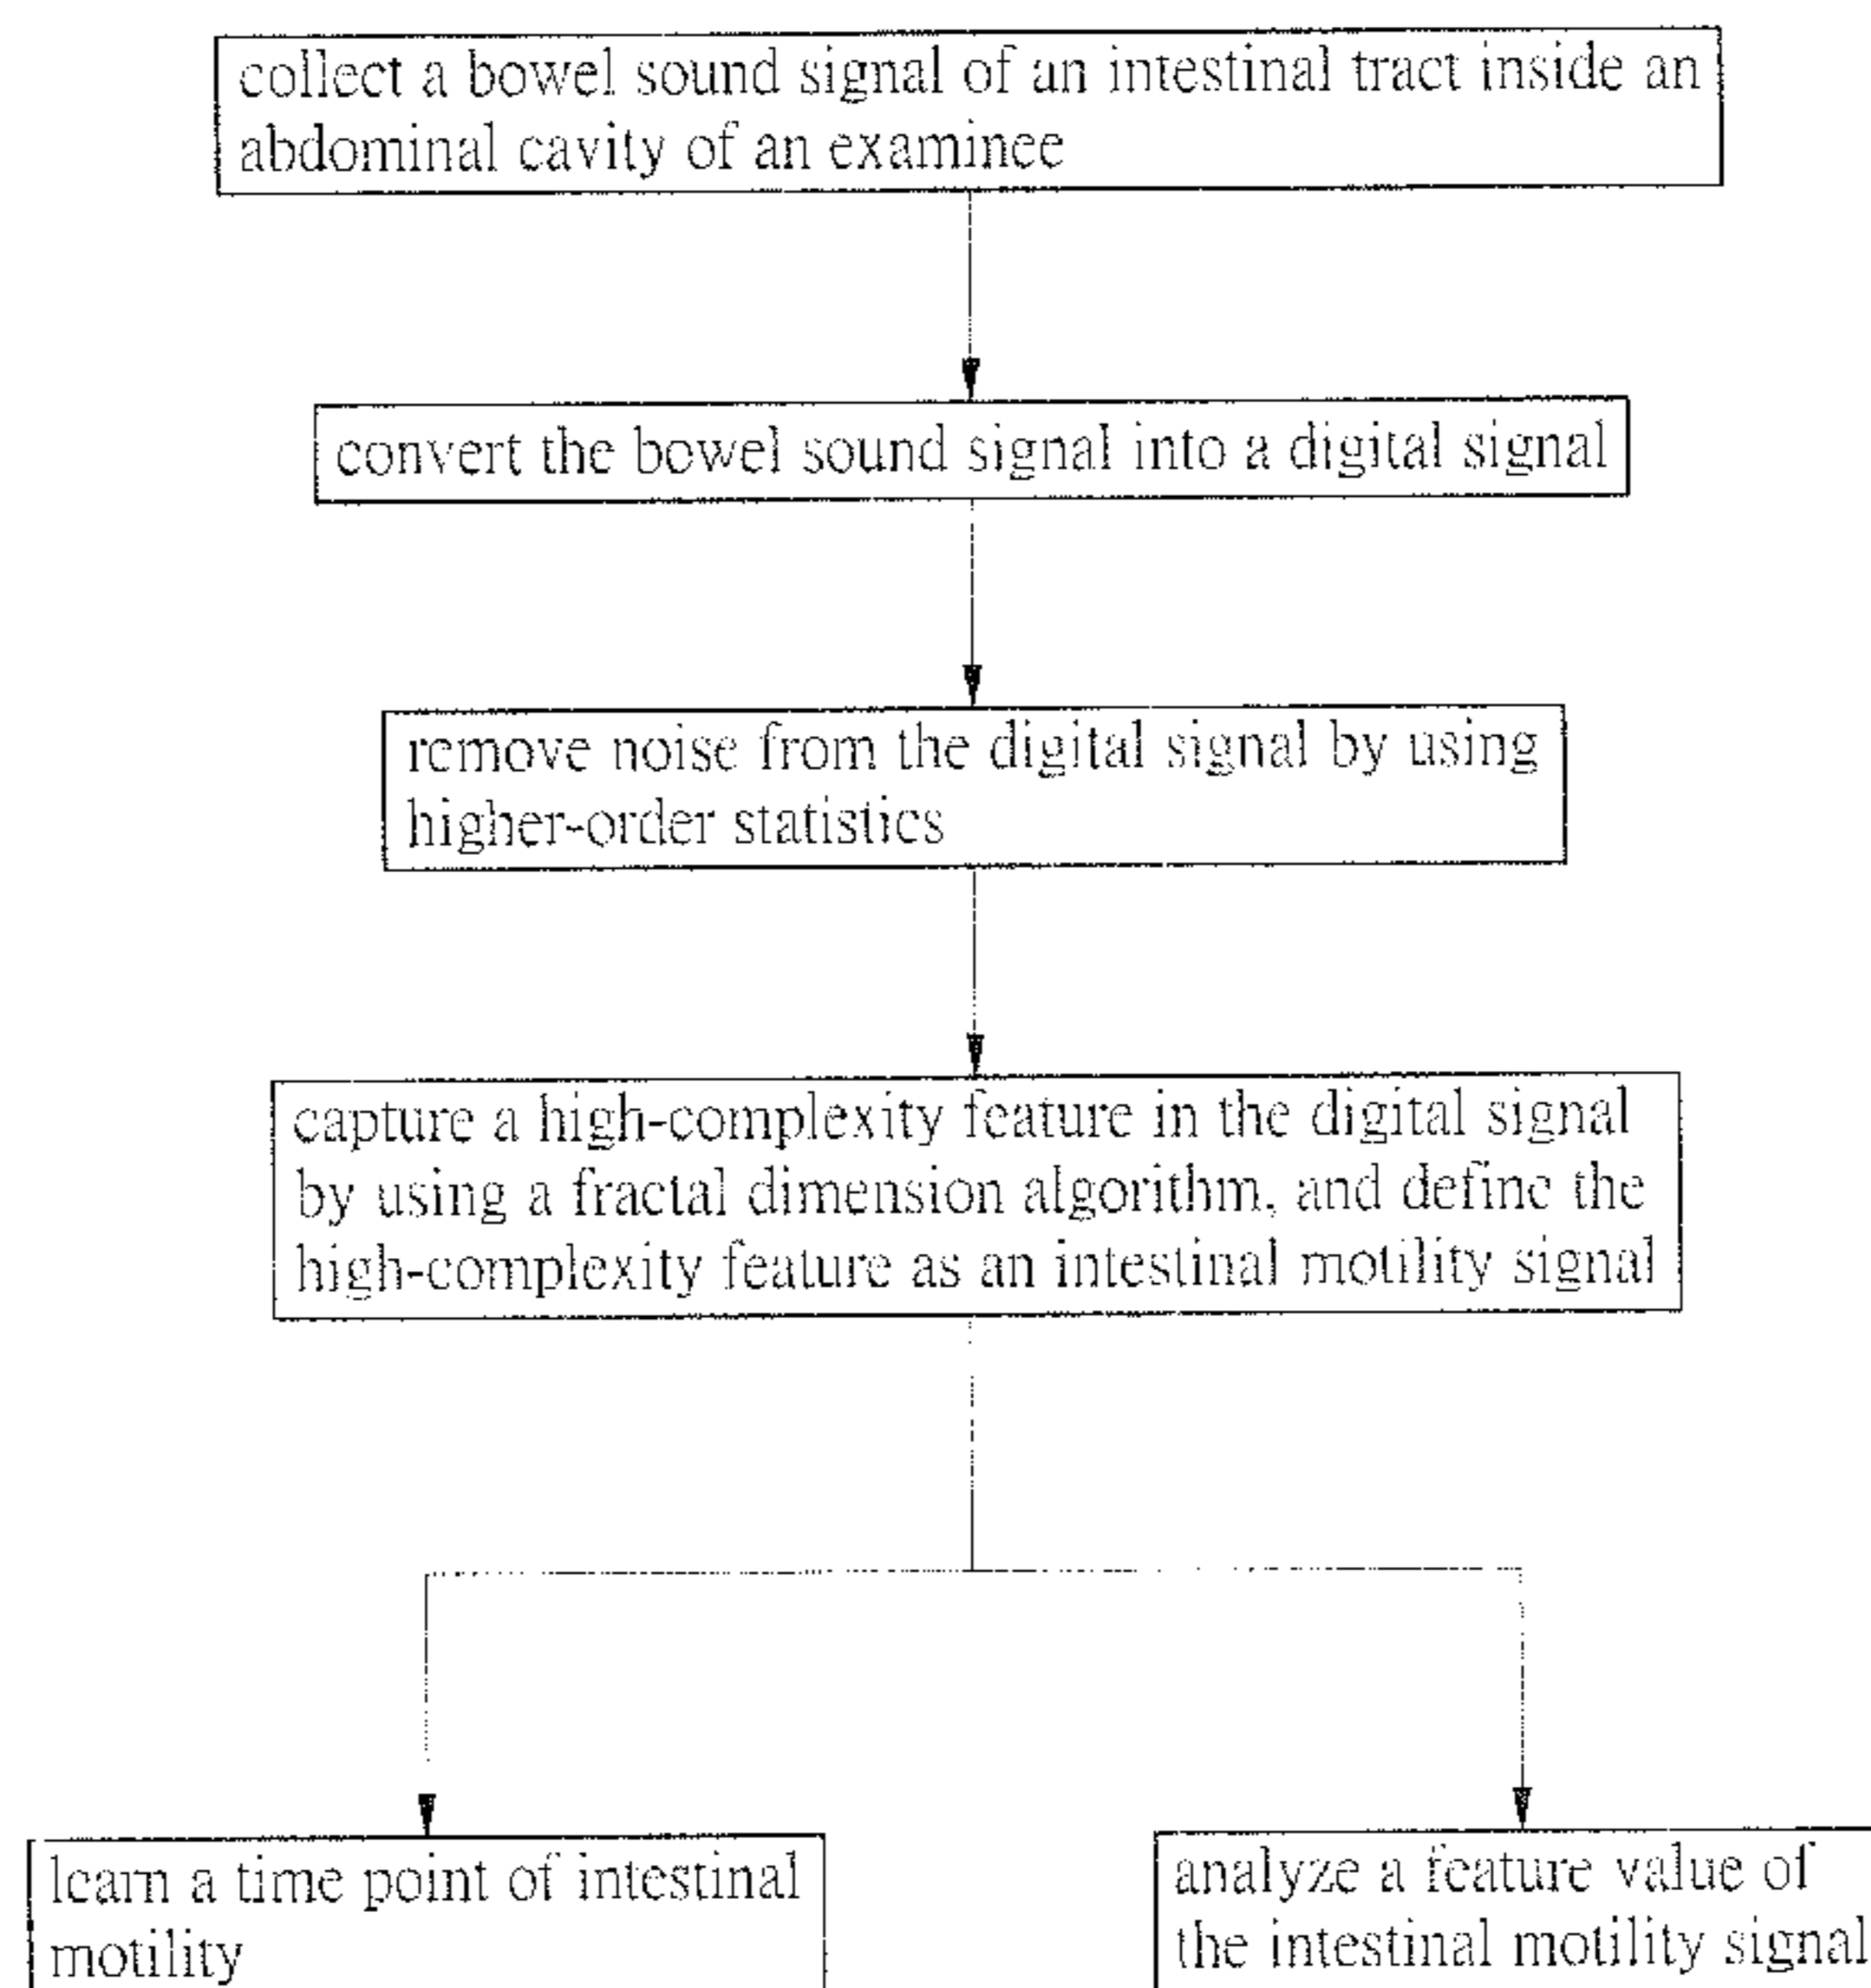 collect a bowel sound signal of an intestinal tract inside an
abdominal cavity of an examinee
convert the bowel sound signal into a digital signal
remove noise from the digital signal by using
higher-order statistics
capture a high-complexity feature in the digital signal
by using a fractal dimension algorithm, and define the
high-complexity feature as an intestinal motility signal
learn a time point of intestinal
motility
analyze a feature value of
the intestinal motility signal